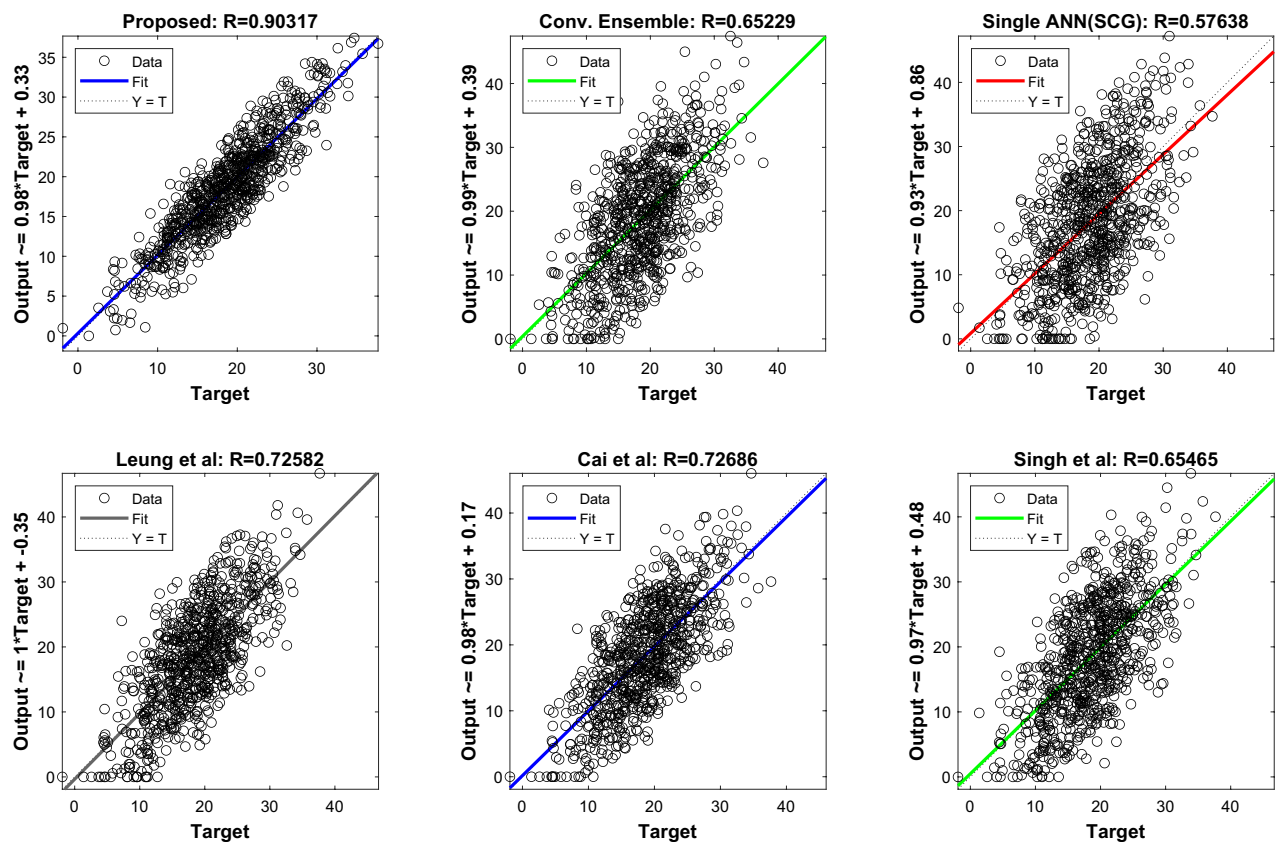 Proposed: R=0.90317
Output ~= 0.98*Target + 0.33
35
30
25
20
15
10
5
0
Data
Fit
Y = T
0
10
20
30
Target
Conv. Ensemble: R=0.65229
Output ~= 0.99*Target + 0.39
40
30
20
10
0
Data
Fit
Y = T
0
10
20
30
40
Target
Single ANN(SCG): R=0.57638
Output ~= 0.93*Target + 0.86
40
30
20
10
0
Data
Fit
Y = T
0
10
20
30
40
Target
Leung et al: R=0.72582
Output ~= 1*Target + -0.35
40
30
20
10
0
Data
Fit
Y = T
0
10
20
30
40
Target
Cai et al: R=0.72686
Output ~= 0.98*Target + 0.17
40
30
20
10
0
Data
Fit
Y = T
0
10
20
30
40
Target
Singh et al: R=0.65465
Output ~= 0.97*Target + 0.48
40
30
20
10
0
Data
Fit
Y = T
0
10
20
30
40
Target